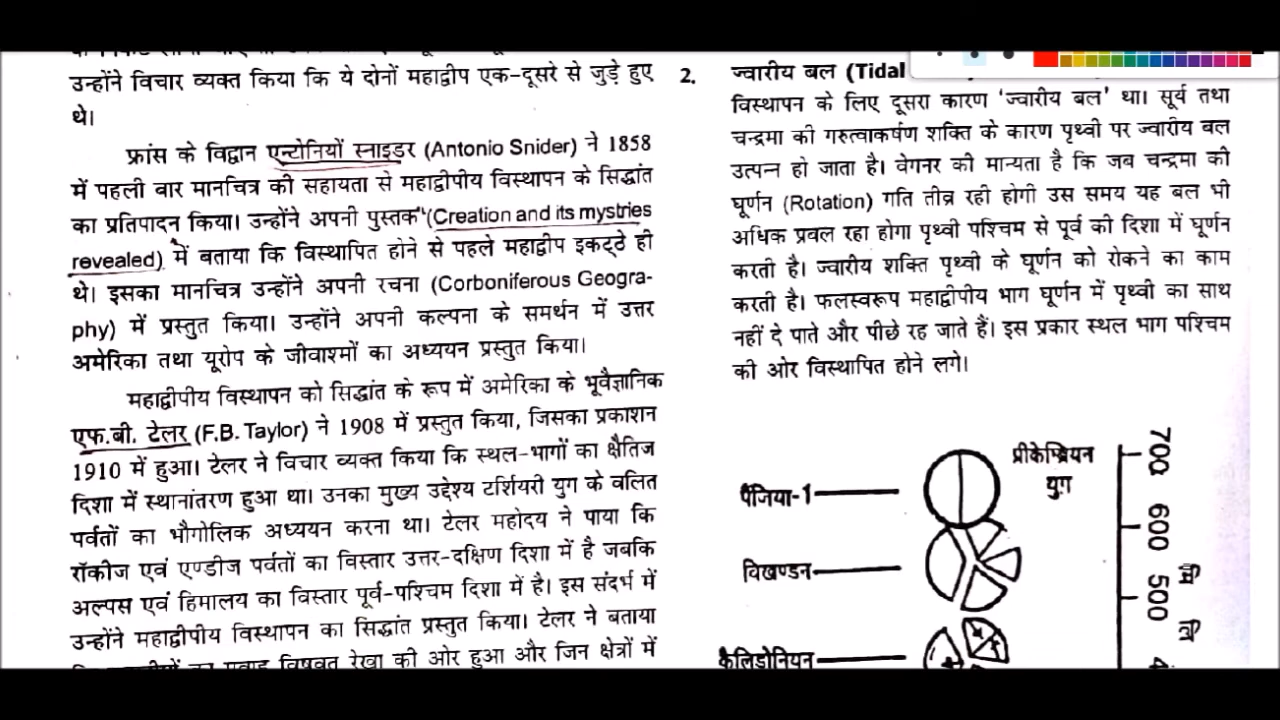 उन्होंने विचार व्यक्त किया कि ये दोनों महाद्वीप एक-दूसरे से जुड़े हुए
थे।
फ्रांस के विद्वान एन्टोनियों स्नाइडर (Antonio Snider) ने 1858
में पहली बार मानचित्र की सहायता से महाद्वीपीय विस्थापन के सिद्धांत
का प्रतिपादन किया। उन्होंने अपनी पुस्तक (Creation and its mystries
revealed) में बताया कि विस्थापित होने से पहले महाद्वीप इकट्ठे ही
थे। इसका मानचित्र उन्होंने अपनी रचना (Corboniferous Geogra-
phy) में प्रस्तुत किया। उन्होंने अपनी कल्पना के समर्थन में उत्तर
अमेरिका तथा यूरोप के जीवाश्मों का अध्ययन प्रस्तुत किया।
महाद्वीपीय विस्थापन को सिद्धांत के रूप में अमेरिका के भूवैज्ञानिक
एफ.बी. टेलर (F.B. Taylor) ने 1908 में प्रस्तुत किया, जिसका प्रकाशन
1910 में हुआ। टेलर ने विचार व्यक्त किया कि स्थल-भागों का क्षैतिज
दिशा में स्थानांतरण हुआ था। उनका मुख्य उद्देश्य टर्शियरी युग के वलित
पर्वतों का भौगोलिक अध्ययन करना था। टेलर महोदय ने पाया कि
रॉकीज एवं एण्डीज पर्वतों का विस्तार उत्तर-दक्षिण दिशा में है जबकि
अल्पस एवं हिमालय का विस्तार पूर्व-पश्चिम दिशा में है। इस संदर्भ में
उन्होंने महाद्वीपीय विस्थापन का सिद्धांत प्रस्तुत किया। टेलर ने बताया
विषुवत रेखा की ओर हुआ और जिन क्षेत्रों में
2. ज्वारीय बल (Tidal
विस्थापन के लिए दूसरा कारण 'ज्वारीय बल' था। सूर्य तथा
चन्द्रमा की गरुत्वाकर्षण शक्ति के कारण पृथ्वी पर ज्वारीय बल
उत्पन्न हो जाता है। वेगनर की मान्यता है कि जब चन्द्रमा की
घूर्णन (Rotation) गति तीव्र रही होगी उस समय यह बल भी
अधिक प्रवल रहा होगा पृथ्वी पश्चिम से पूर्व की दिशा में घूर्णन
करती है। ज्वारीय शक्ति पृथ्वी के घूर्णन को रोकने का काम
करती है। फलस्वरूप महाद्वीपीय भाग घूर्णन में पृथ्वी का साथ
नहीं दे पाते और पीछे रह जाते हैं। इस प्रकार स्थल भाग पश्चिम
की ओर विस्थापित होने लगे।
प्रीकेम्ब्रियन
युग
पैंजिया-1
विखण्डन
कैलिडोनियन
700
600
500